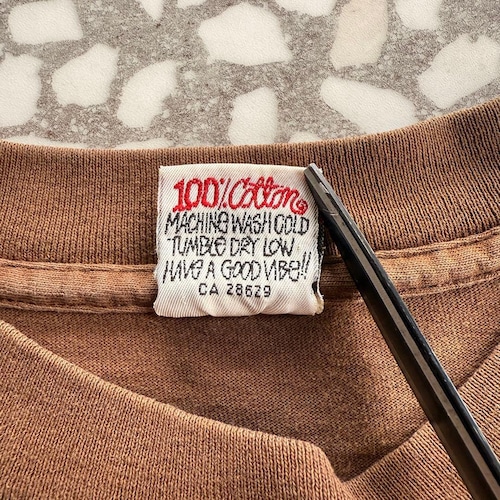 100% Cotton
MACHINE WASH COLD
TUMBLE DRY LOW
HAVE A GOOD VIBE!!
CA 28629